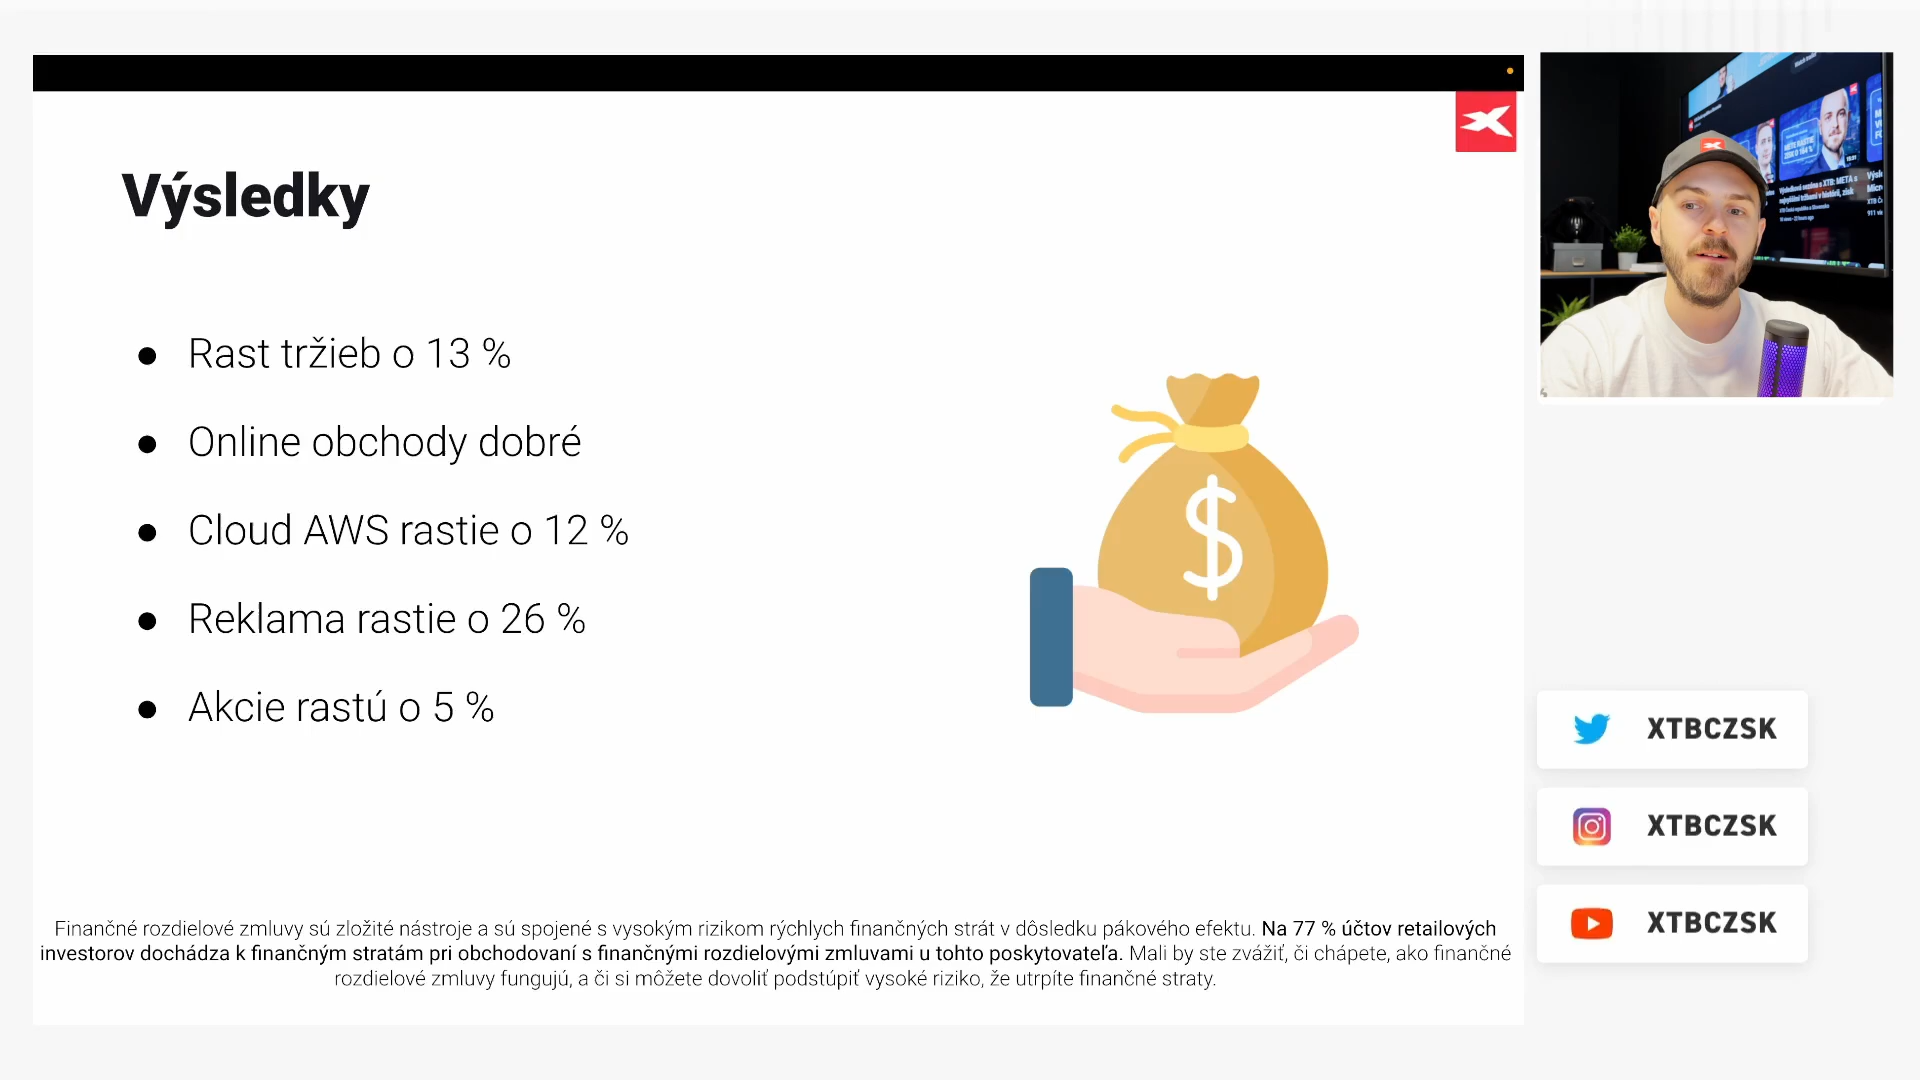 Výsledky
● Rast tržieb o 13 %
● Online obchody dobré
● Cloud AWS rastie o 12 %
● Reklama rastie o 26 %
● Akcie rastú o 5 %
$
Finančné rozdielové zmluvy sú zložité nástroje a sú spojené s vysokým rizikom rýchlych finančných strát v dôsledku pákového efektu. Na 77 % účtov retailových
investorov dochádza k finančným stratám pri obchodovaní s finančnými rozdielovými zmluvami u tohto poskytovateľa. Mali by ste zvážiť, či chápete, ako finančné
rozdielové zmluvy fungujú, a či si môžete dovoliť podstúpiť vysoké riziko, že utrpíte finančné straty.
XTBCZSK
XTBCZSK
XTBCZSK